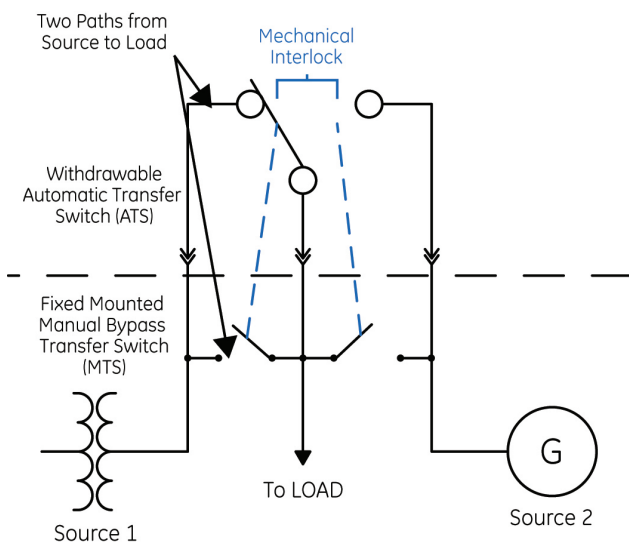 Two Paths from
Source to Load
Mechanical
Interlock
Withdrawable
Automatic Transfer
Switch (ATS)
Fixed Mounted
Manual Bypass
Transfer Switch
(MTS)
G
To LOAD
Source 1
Source 2